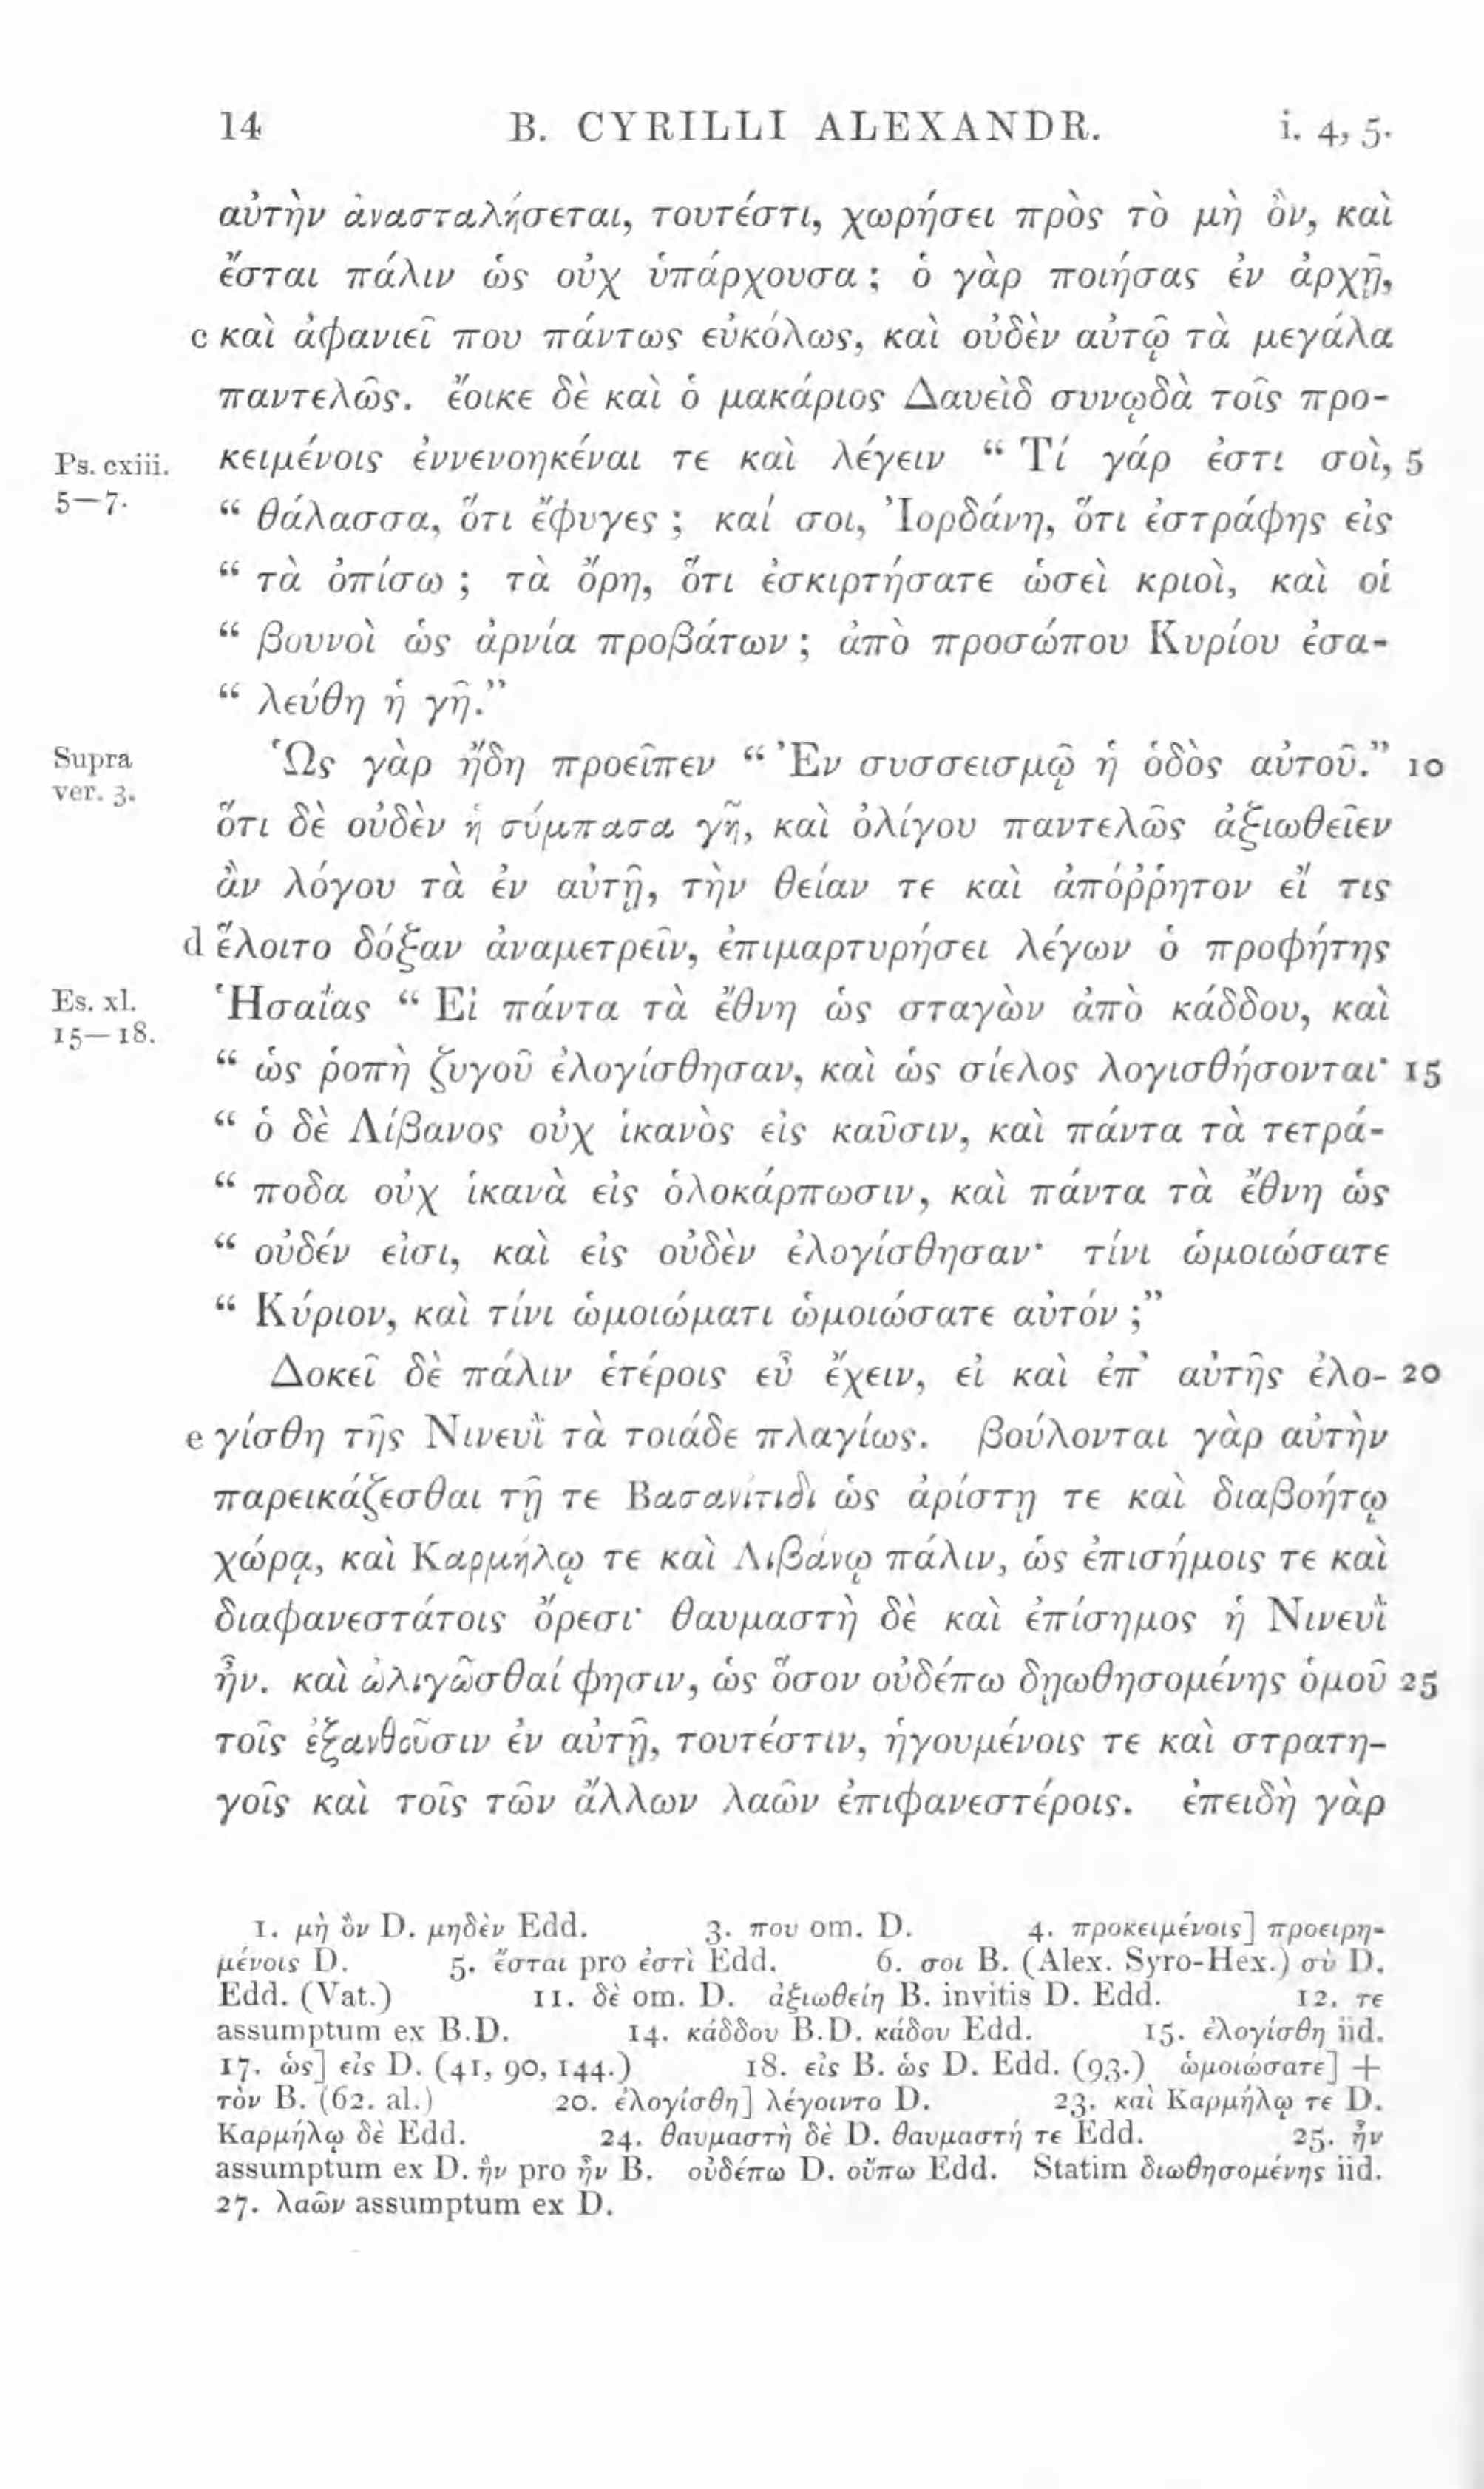 14 B. CYRILLI ALEXANDR. i. 4, 5.
αὐτὴν ἀνασταλήσεται, τουτέστι, χωρήσει πρὸς τὸ μὴ ὂν, καὶ
ἔσται πάλιν ὡς οὐχ ὑπάρχουσα; ὁ γὰρ ποιήσας ἐν ἀρχῇ,
c καὶ ἀφανιεῖ που πάντως εὐκόλως, καὶ οὐδὲν αὐτῷ τὰ μεγάλα
παντελῶς. ἔοικε δὲ καὶ ὁ μακάριος Δαυεὶδ συνῳδὰ τοῖς προ-
Ps. cxiii. κειμένοις ἐννενοηκέναι τε καὶ λέγειν “ Τί γάρ ἐστι σοὶ, 5
5—7. “ θάλασσα, ὅτι ἔφυγες ; καί σοι, Ἰορδάνη, ὅτι ἐστράφης εἰς
“ τὰ ὀπίσω ; τὰ ὄρη, ὅτι ἐσκιρτήσατε ὡσεὶ κριοὶ, καὶ οἱ
“ βουνοὶ ὡς ἀρνία προβάτων ; ἀπὸ προσώπου Κυρίου ἐσα-
“ λεύθη ἡ γῆ.”
Supra Ὡς γὰρ ἤδη προεῖπεν “ Ἐν συσσεισμῷ ἡ ὁδὸς αὐτοῦ.” 10
ver. 3.
ὅτι δὲ οὐδὲν ἡ σύμπασα γῆ, καὶ ὀλίγου παντελῶς ἀξιωθεῖεν
ἂν λόγου τὰ ἐν αὐτῇ, τὴν θείαν τε καὶ ἀπόῤῥητον εἴ τις
d ἕλοιτο δόξαν ἀναμετρεῖν, ἐπιμαρτυρήσει λέγων ὁ προφήτης
Es. xl. Ἡσαΐας “ Εἰ πάντα τὰ ἔθνη ὡς σταγὼν ἀπὸ κάδδου, καὶ
15—18.
“ ὡς ῥοπὴ ζυγοῦ ἐλογίσθησαν, καὶ ὡς σίελος λογισθήσονται· 15
“ ὁ δὲ Λίβανος οὐχ ἱκανὸς εἰς καῦσιν, καὶ πάντα τὰ τετρά-
“ ποδα οὐχ ἱκανὰ εἰς ὁλοκάρπωσιν, καὶ πάντα τὰ ἔθνη ὡς
“ οὐδέν εἰσι, καὶ εἰς οὐδὲν ἐλογίσθησαν· τίνι ὡμοιώσατε
“ Κύριον, καὶ τίνι ὡμοιώματι ὡμοιώσατε αὐτόν ;”
Δοκεῖ δὲ πάλιν ἑτέροις εὖ ἔχειν, εἰ καὶ ἐπ’ αὐτῆς ἐλο- 20
e γίσθη τῆς Νινευῒ τὰ τοιάδε πλαγίως. βούλονται γὰρ αὐτὴν
παρεικάζεσθαι τῇ τε Βασανίτιδι ὡς ἀρίστῃ τε καὶ διαβοήτῳ
χώρᾳ, καὶ Καρμήλῳ τε καὶ Λιβάνῳ πάλιν, ὡς ἐπισήμοις τε καὶ
διαφανεστάτοις ὄρεσι· θαυμαστὴ δὲ καὶ ἐπίσημος ἡ Νινευῒ
ἦν. καὶ ὠλιγῶσθαί φησιν, ὡς ὅσον οὐδέπω δῃωθησομένης ὁμοῦ 25
τοῖς ἐξανθοῦσιν ἐν αὐτῇ, τουτέστιν, ἡγουμένοις τε καὶ στρατη-
γοῖς καὶ τοῖς τῶν ἄλλων λαῶν ἐπιφανεστέροις. ἐπειδὴ γὰρ
1. μὴ ὂν D. μηδὲν Edd. 3. που om. D. 4. προκειμένοις] προειρη-
μένοις D. 5. ἔσται pro ἐστὶ Edd. 6. σοι B. (Alex. Syro-Hex.) σὺ D.
Edd. (Vat.) 11. δὲ om. D. ἀξιωθείη B. invitis D. Edd. 12. τε
assumptum ex B.D. 14. κάδδου B.D. κάδου Edd. 15. ἐλογίσθη iid.
17. ὡς] εἰς D. (41, 90, 144.) 18. εἰς B. ὡς D. Edd. (93.) ὡμοιώσατε] +
τὸν B. (62. al.) 20. ἐλογίσθη] λέγοιντο D. 23. καὶ Καρμήλῳ τε D.
Καρμήλῳ δὲ Edd. 24. θαυμαστὴ δὲ D. θαυμαστή τε Edd. 25. ἦν
assumptum ex D. ἣν pro ἦν B. οὐδέπω D. οὔπω Edd. Statim διωθησομένης iid.
27. λαῶν assumptum ex D.